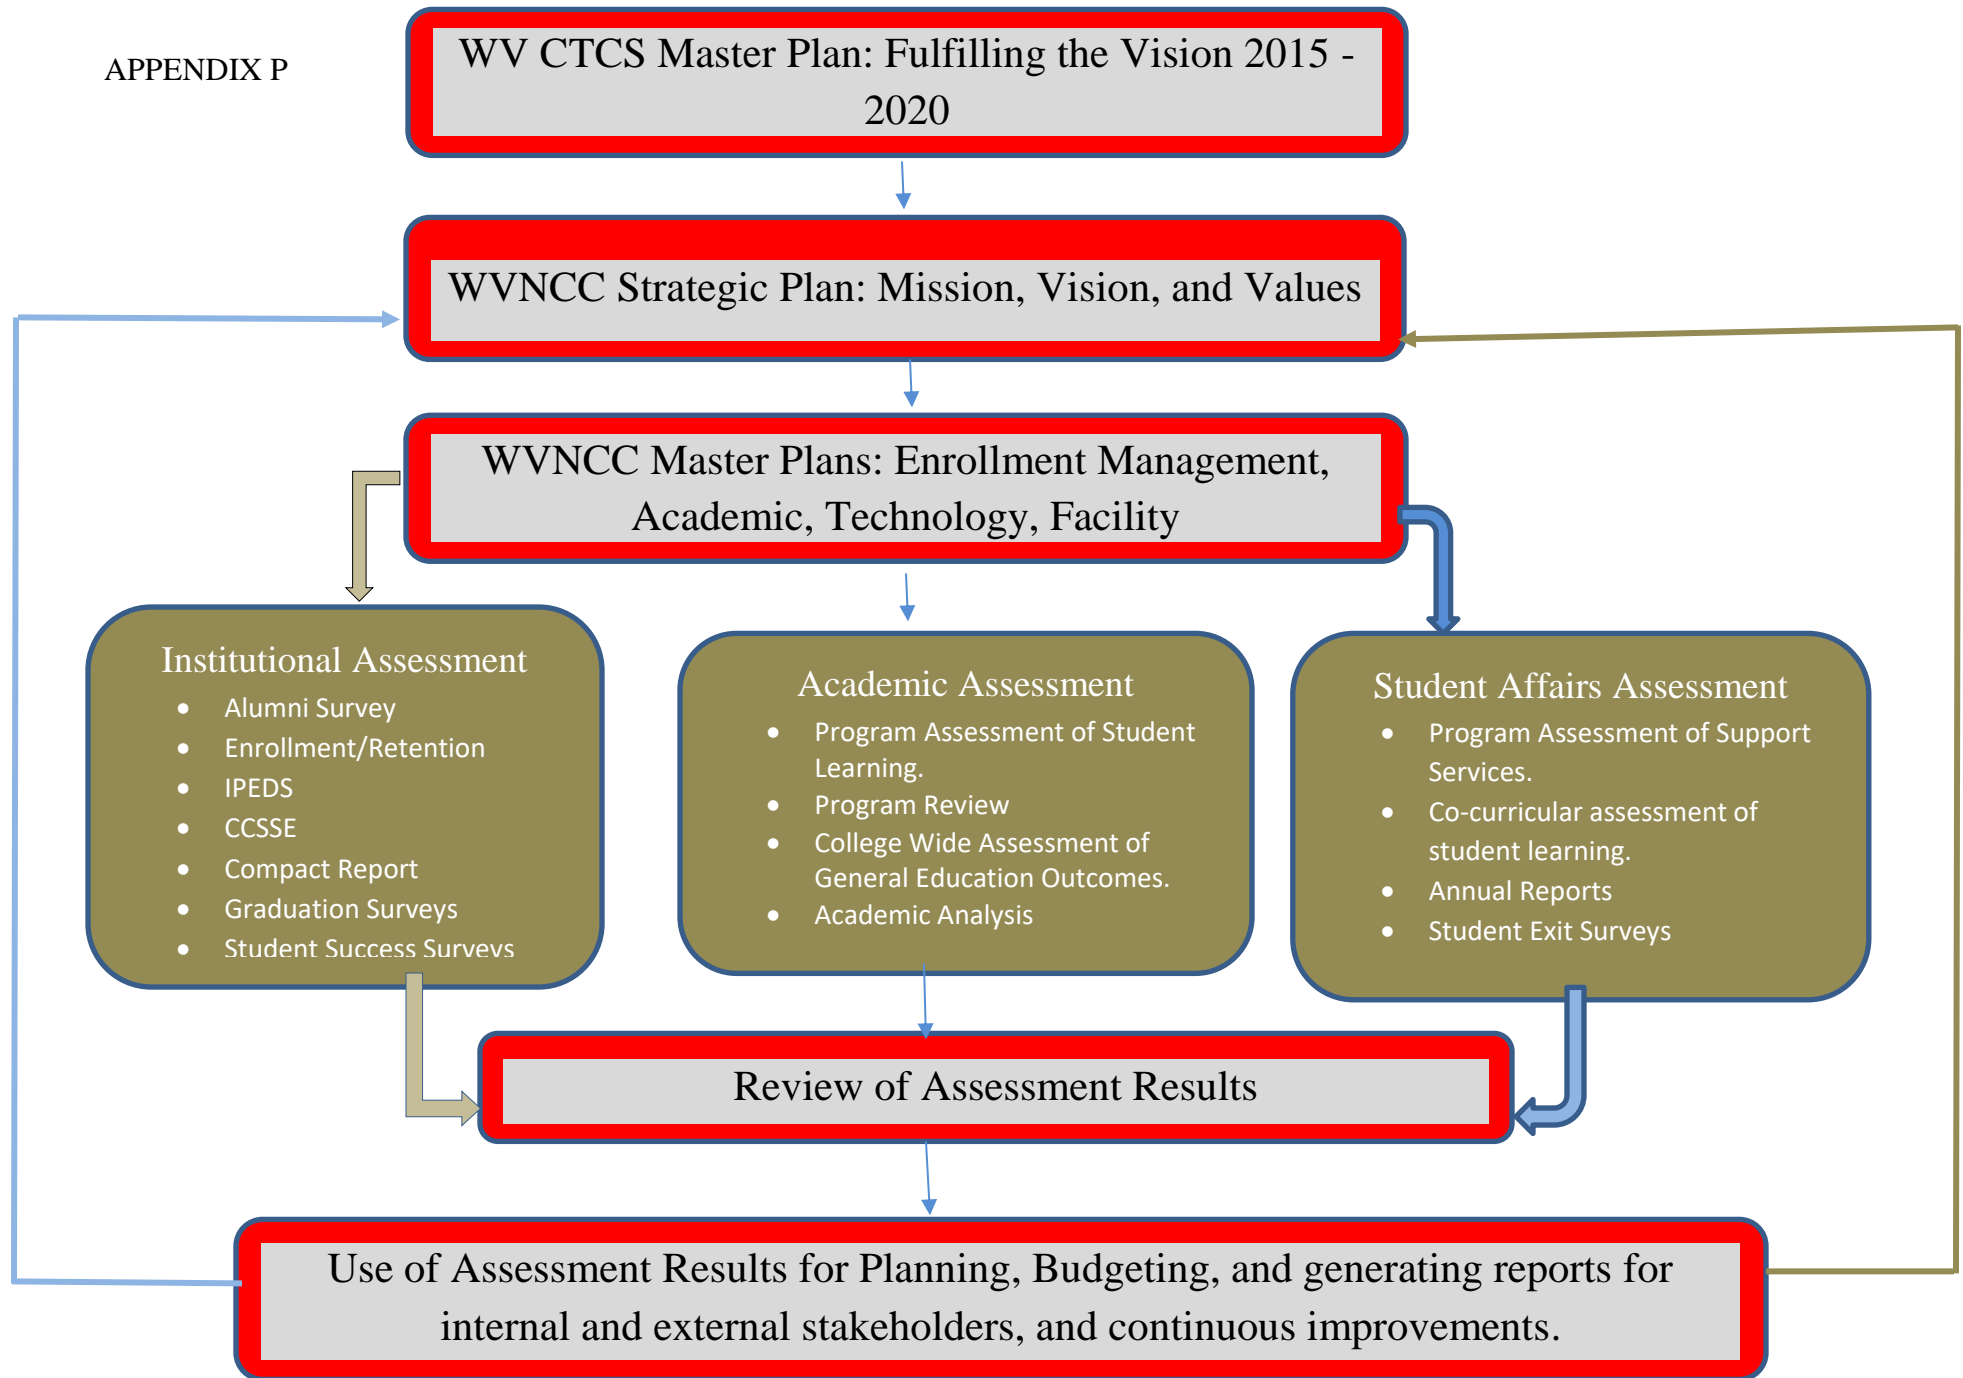 APPENDIX P
WV CTCS Master Plan: Fulfilling the Vision 2015 -
2020
WVNCC Strategic Plan: Mission, Vision, and Values
WVNCC Master Plans: Enrollment Management,
Academic, Technology, Facility
Institutional Assessment
• Alumni Survey
• Enrollment/Retention
• IPEDS
• CCSSE
• Compact Report
• Graduation Surveys
• Student Success Surveys
Academic Assessment
• Program Assessment of Student
Learning.
• Program Review
• College Wide Assessment of
General Education Outcomes.
• Academic Analysis
Student Affairs Assessment
• Program Assessment of Support
Services.
• Co-curricular assessment of
student learning.
• Annual Reports
• Student Exit Surveys
Review of Assessment Results
Use of Assessment Results for Planning, Budgeting, and generating reports for
internal and external stakeholders, and continuous improvements.